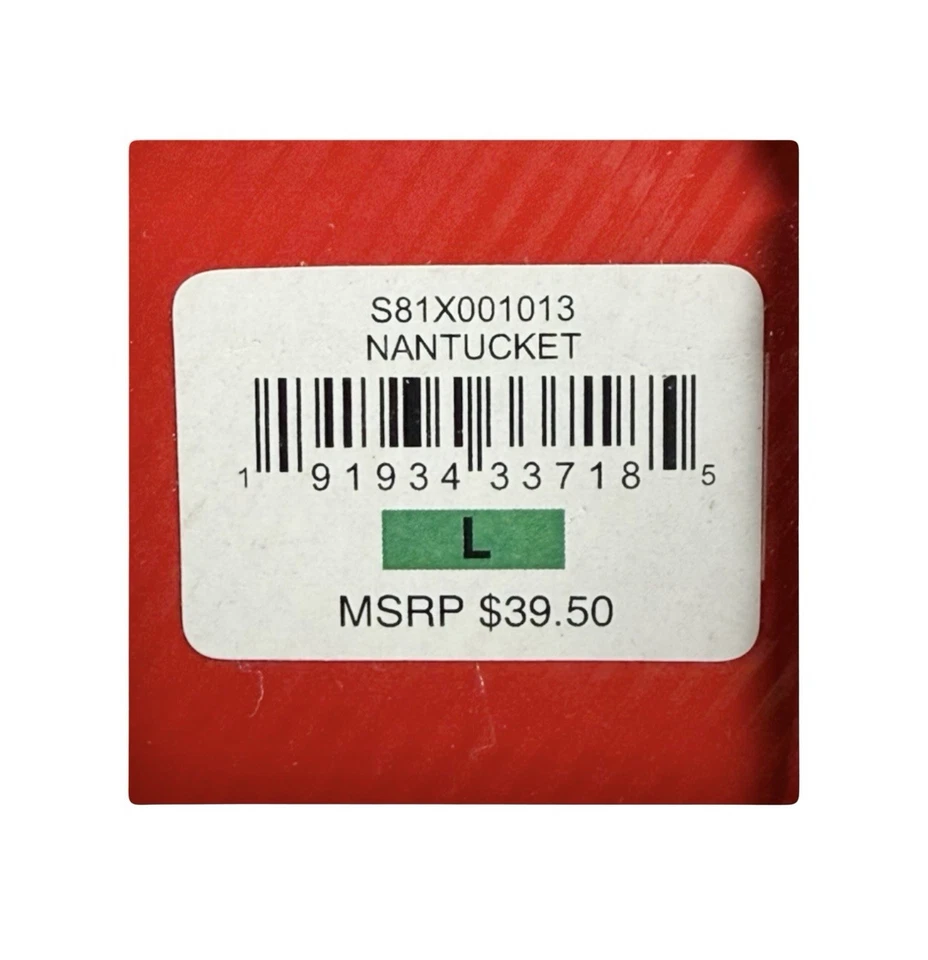 S81X001013
NANTUCKET
1 91934 33718 5
L
MSRP $39.50